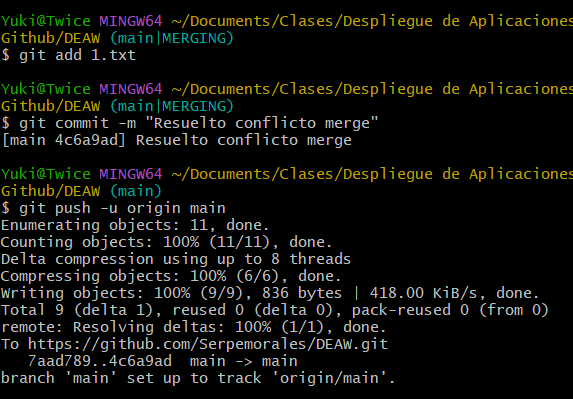 Yuki@Twice MINGW64 ~/Documents/Clases/Despliegue de Aplicaciones
Github/DEAW (main|MERGING)
$ git add 1.txt
Yuki@Twice MINGW64 ~/Documents/Clases/Despliegue de Aplicaciones
Github/DEAW (main|MERGING)
$ git commit -m "Resuelto conflicto merge"
[main 4c6a9ad] Resuelto conflicto merge
Yuki@Twice MINGW64 ~/Documents/Clases/Despliegue de Aplicaciones
Github/DEAW (main)
$ git push -u origin main
Enumerating objects: 11, done.
Counting objects: 100% (11/11), done.
Delta compression using up to 8 threads
Compressing objects: 100% (6/6), done.
Writing objects: 100% (9/9), 836 bytes | 418.00 KiB/s, done.
Total 9 (delta 1), reused 0 (delta 0), pack-reused 0 (from 0)
remote: Resolving deltas: 100% (1/1), done.
To https://github.com/Serpemorales/DEAW.git
   7aad789..4c6a9ad  main -> main
branch 'main' set up to track 'origin/main'.